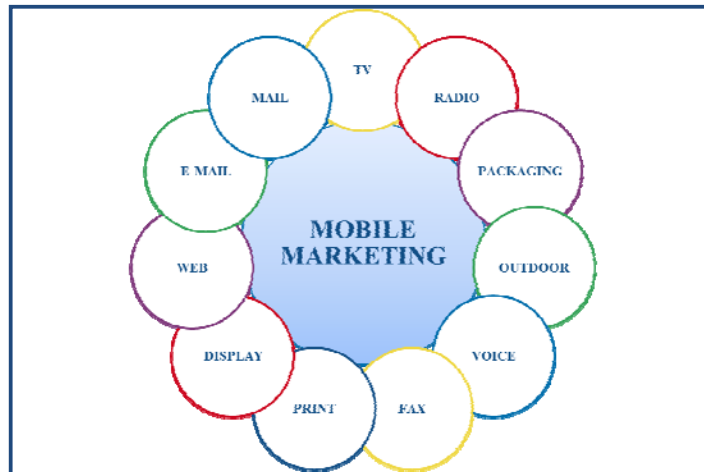 TV
MAIL
RADIO
E-MAIL
PACKAGING
MOBILE
MARKETING
WEB
OUTDOOR
DISPLAY
VOICE
PRINT
FAX